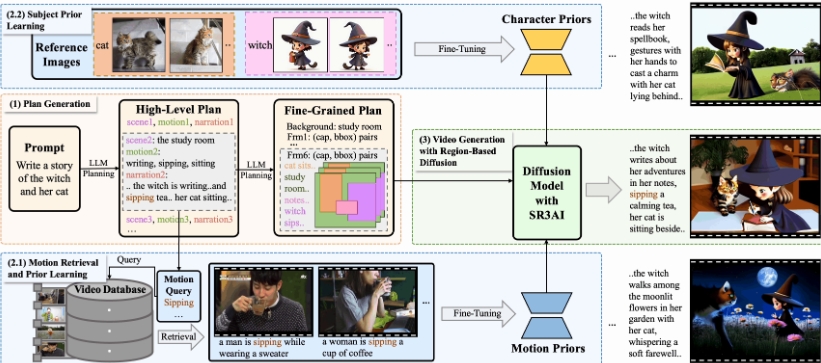 (2.2) Subject Prior
Learning
Reference
Images
cat
..
witch
..
Fine-Tuning
Character Priors
...
..the witch
reads her
spellbook,
gestures with
her hands to
cast a charm
with her cat
lying behind..
(1) Plan Generation
Prompt
Write a story
of the witch
and her cat
LLM
Planning
High-Level Plan
scene1, motion1, narration1
scene2: the study room
motion2:
writing, sipping, sitting
narration2:
.. the witch is writing..and
sipping tea.. her cat sitting..
scene3, motion3, narration3
...
LLM
Planning
Fine-Grained Plan
Background: study room
Frm1: (cap, bbox) pairs
...
Frm6: (cap, bbox) pairs
cat sits..
study
room..
notes..
witch
sips..
(3) Video Generation
with Region-Based
Diffusion
Diffusion
Model
with
SR3AI
..the witch
writes about
her adventures
in her notes,
sipping a
calming tea,
her cat is
sitting beside..
(2.1) Motion Retrieval
and Prior Learning
Query
Video Database
Motion
Query
Sipping
...
Retrieval
a man is sipping while
wearing a sweater
a woman is sipping a
cup of coffee
...
Fine-Tuning
Motion Priors
...
..the witch
walks among
the moonlit
flowers in her
garden with
her cat,
whispering a
soft farewell..